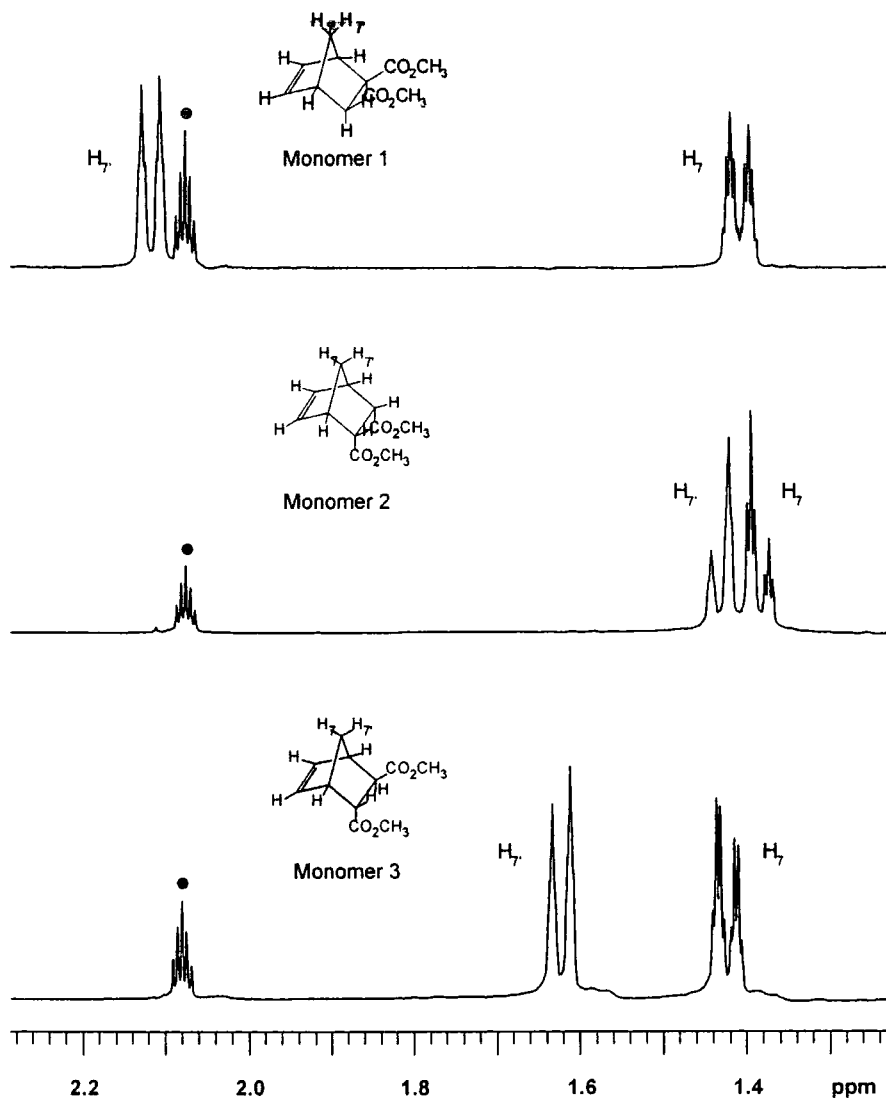 H H 7'
H
CO₂CH₃
H
H
CO₂CH₃
H
H
Monomer 1
H₇'
H₇
H₇ H₇'
H
H
H
H
H
H
CO₂CH₃
CO₂CH₃
Monomer 2
H₇'
H₇
H₇ H₇'
H
H
CO₂CH₃
H
H
H
H
CO₂CH₃
Monomer 3
H₇'
H₇
2.2 2.0 1.8 1.6 1.4 ppm